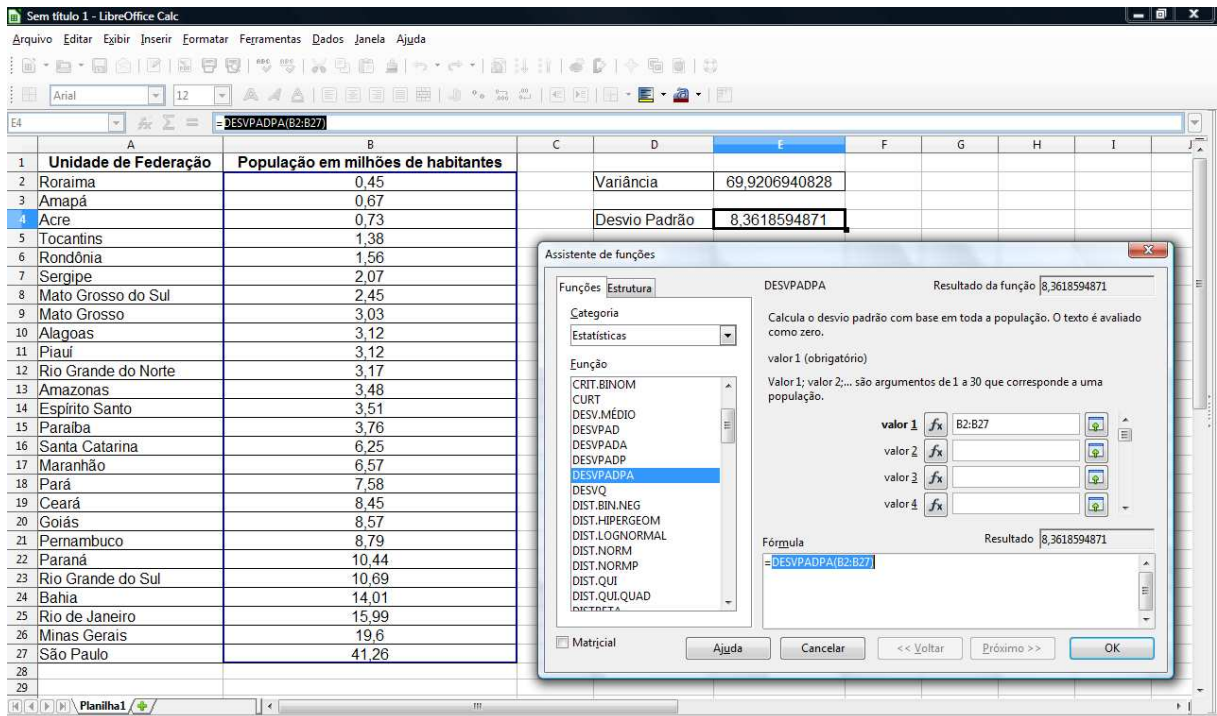 Sem título 1 - LibreOffice Calc
Arquivo Editar Exibir Inserir Formatar Ferramentas Dados Janela Ajuda
Arial 12
E4 =DESVPADPA(B2:B27)
A B C D E F G H I J
1 Unidade de Federação População em milhões de habitantes
2 Roraima 0,45 Variância 69,9206940828
3 Amapá 0,67
4 Acre 0,73 Desvio Padrão 8,3618594871
5 Tocantins 1,38
6 Rondônia 1,56
7 Sergipe 2,07
8 Mato Grosso do Sul 2,45
9 Mato Grosso 3,03
10 Alagoas 3,12
11 Piauí 3,12
12 Rio Grande do Norte 3,17
13 Amazonas 3,48
14 Espírito Santo 3,51
15 Paraíba 3,76
16 Santa Catarina 6,25
17 Maranhão 6,57
18 Pará 7,58
19 Ceará 8,45
20 Goiás 8,57
21 Pernambuco 8,79
22 Paraná 10,44
23 Rio Grande do Sul 10,69
24 Bahia 14,01
25 Rio de Janeiro 15,99
26 Minas Gerais 19,6
27 São Paulo 41,26
28
29
Planilha1
Assistente de funções
Funções Estrutura
Categoria
Estatísticas
Função
CRIT.BINOM
CURT
DESV.MÉDIO
DESVPAD
DESVPADA
DESVPADP
DESVPADPA
DESVQ
DIST.BIN.NEG
DIST.HIPERGEOM
DIST.LOGNORMAL
DIST.NORM
DIST.NORMP
DIST.QUI
DIST.QUI.QUAD
DISTBETA
DESVPADPA Resultado da função 8,3618594871
Calcula o desvio padrão com base em toda a população. O texto é avaliado
como zero.
valor 1 (obrigatório)
Valor 1; valor 2;... são argumentos de 1 a 30 que corresponde a uma
população.
valor 1 fx B2:B27
valor 2 fx
valor 3 fx
valor 4 fx
Fórmula Resultado 8,3618594871
=DESVPADPA(B2:B27)
Matricial Ajuda Cancelar << Voltar Próximo >> OK